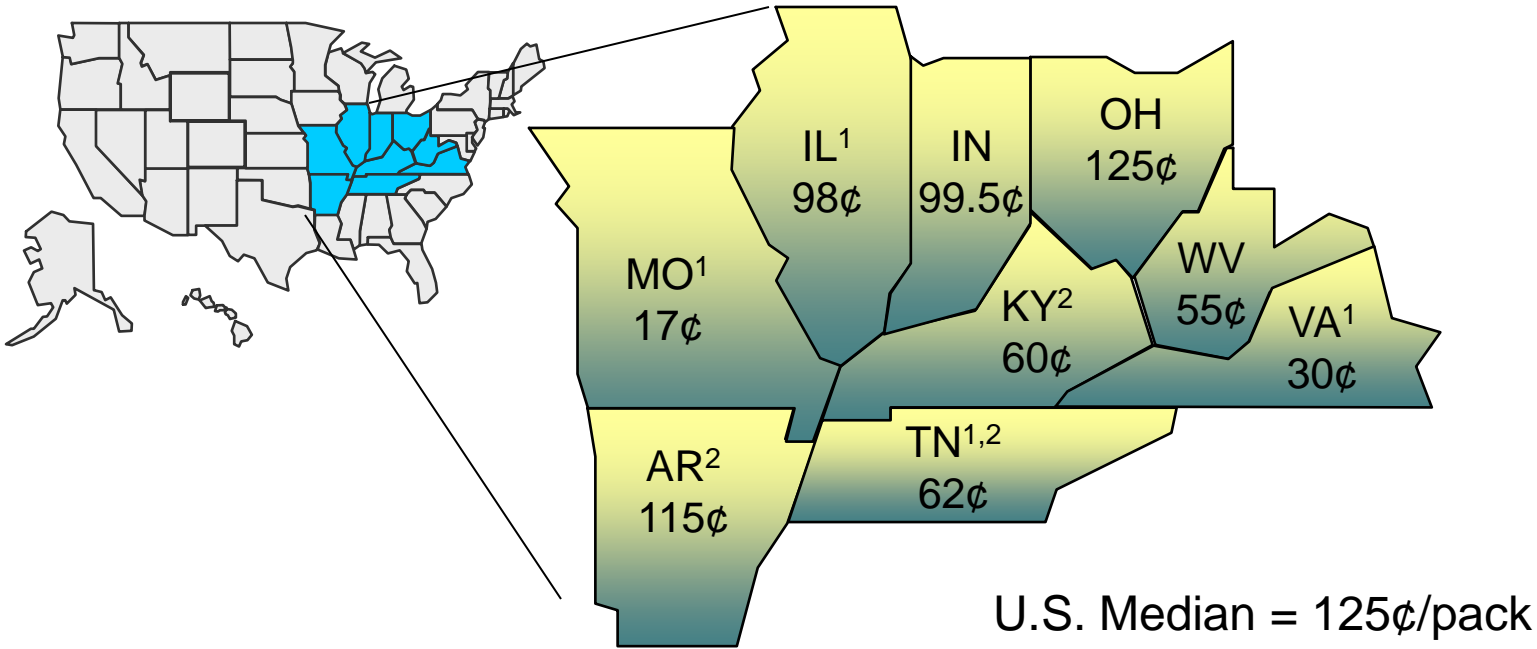 IL¹
98¢
IN
99.5¢
OH
125¢
MO¹
17¢
KY²
60¢
WV
55¢
VA¹
30¢
AR²
115¢
TN¹,²
62¢
U.S. Median = 125¢/pack